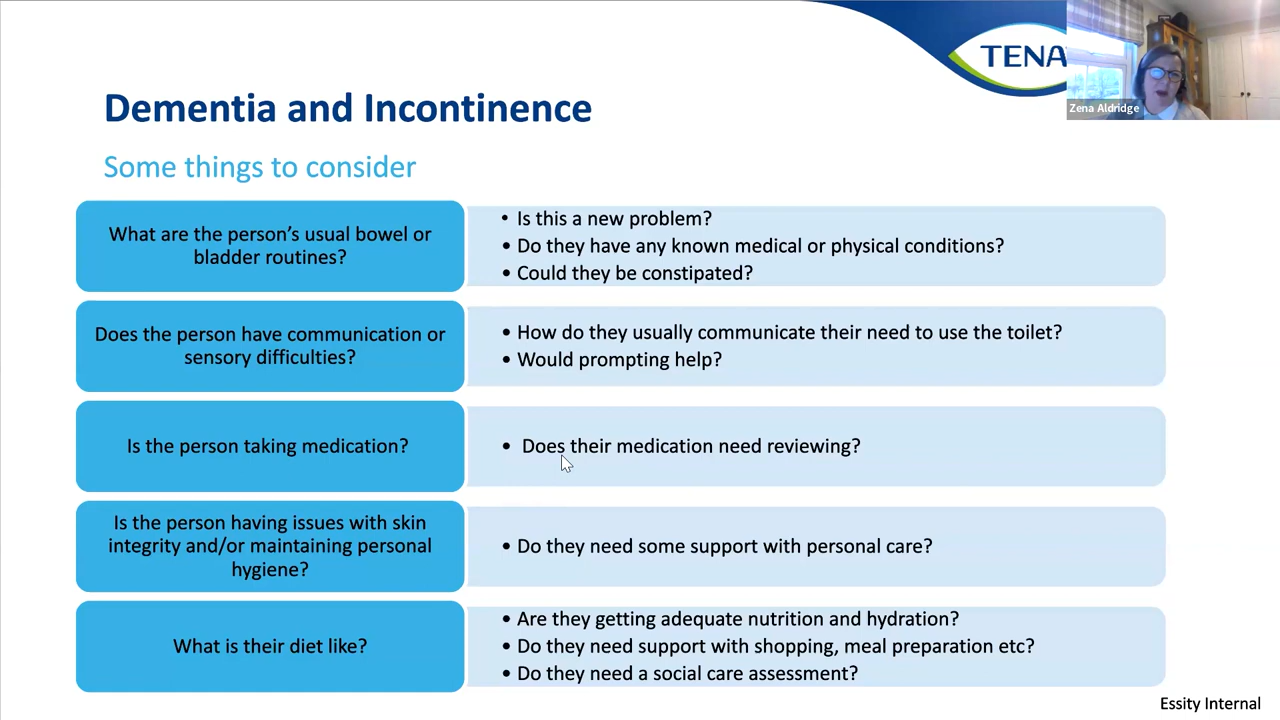 TENA
Zena Aldridge
Dementia and Incontinence
Some things to consider
What are the person's usual bowel or
bladder routines?
• Is this a new problem?
• Do they have any known medical or physical conditions?
• Could they be constipated?
Does the person have communication or
sensory difficulties?
• How do they usually communicate their need to use the toilet?
• Would prompting help?
Is the person taking medication?
• Does their medication need reviewing?
Is the person having issues with skin
integrity and/or maintaining personal
hygiene?
• Do they need some support with personal care?
What is their diet like?
• Are they getting adequate nutrition and hydration?
• Do they need support with shopping, meal preparation etc?
• Do they need a social care assessment?
Essity Internal